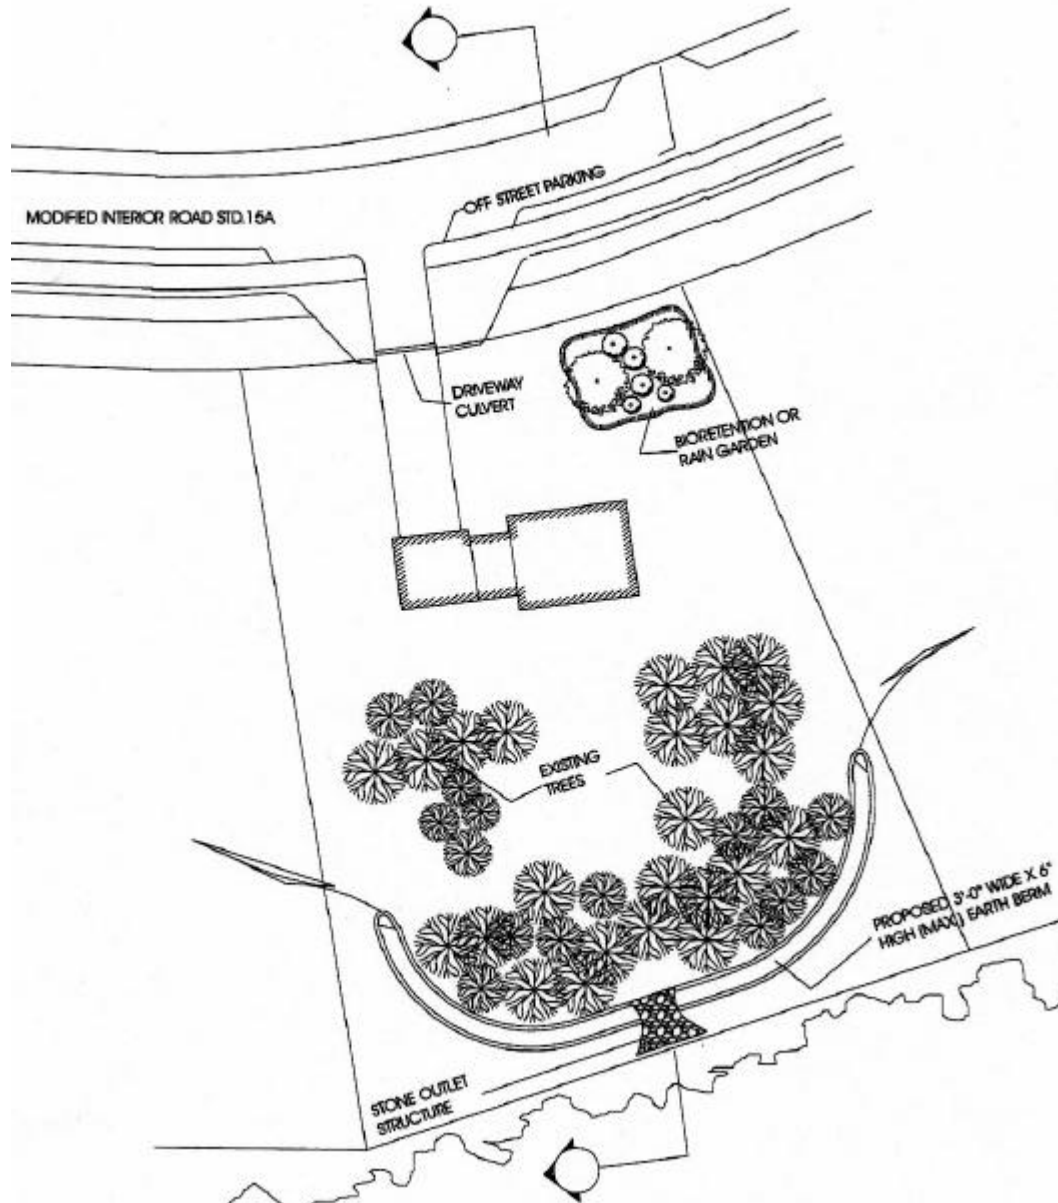 OFF STREET PARKING
MODIFIED INTERIOR ROAD STD.16A
DRIVEWAY
CULVERT
BIORETENTION OR
RAIN GARDEN
EXISTING
TREES
PROPOSED 3'-0" WIDE X 6"
HIGH (MAX.) EARTH BERM
STONE OUTLET
STRUCTURE